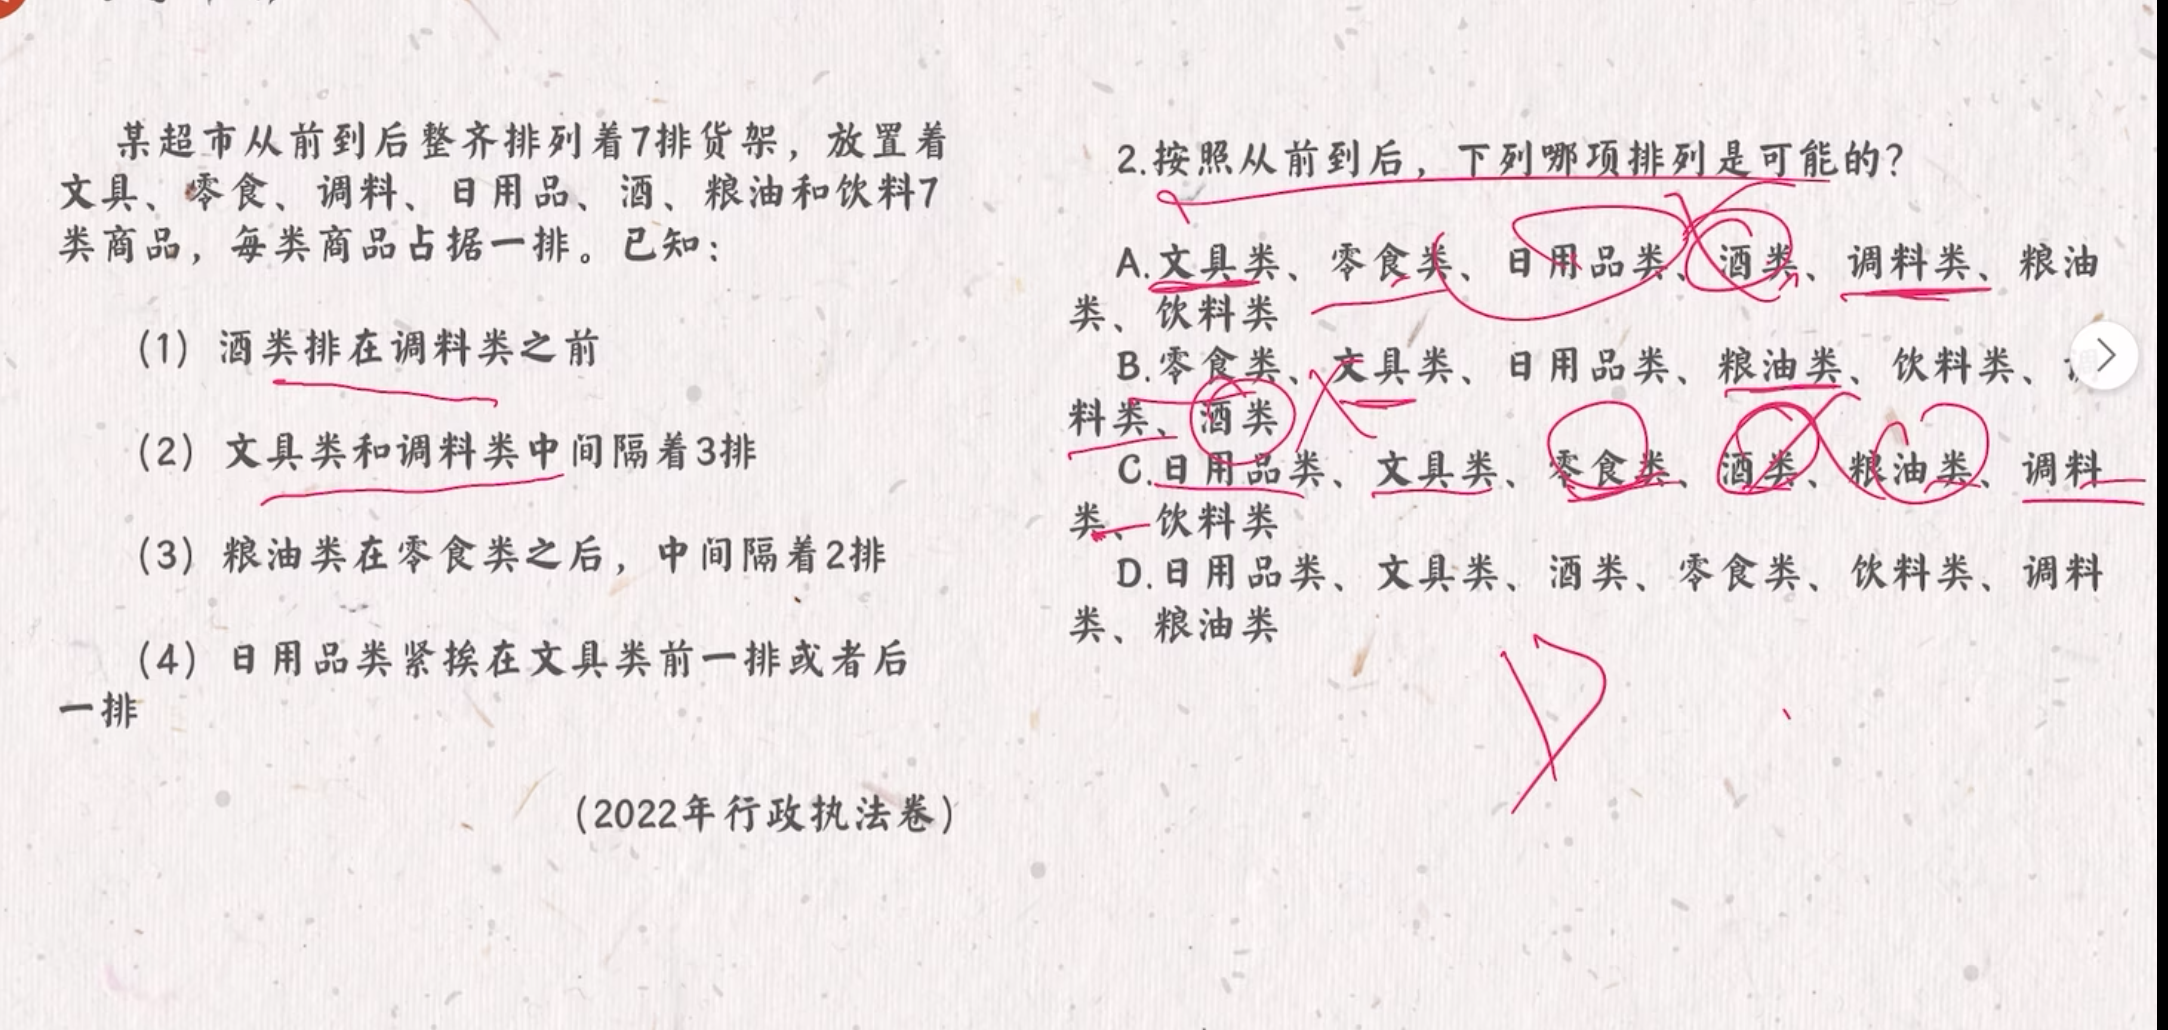 某超市从前到后整齐排列着7排货架，放置着
文具、零食、调料、日用品、酒、粮油和饮料7
类商品，每类商品占据一排。已知：
（1）酒类排在调料类之前
（2）文具类和调料类中间隔着3排
（3）粮油类在零食类之后，中间隔着2排
（4）日用品类紧挨在文具类前一排或者后
一排
（2022年行政执法卷）
2.按照从前到后，下列哪项排列是可能的？
A.文具类、零食类、日用品类、酒类、调料类、粮油
类、饮料类
B.零食类、文具类、日用品类、粮油类、饮料类、
料类、酒类
C.日用品类、文具类、零食类、酒类、粮油类、调料
类、饮料类
D.日用品类、文具类、酒类、零食类、饮料类、调料
类、粮油类
D